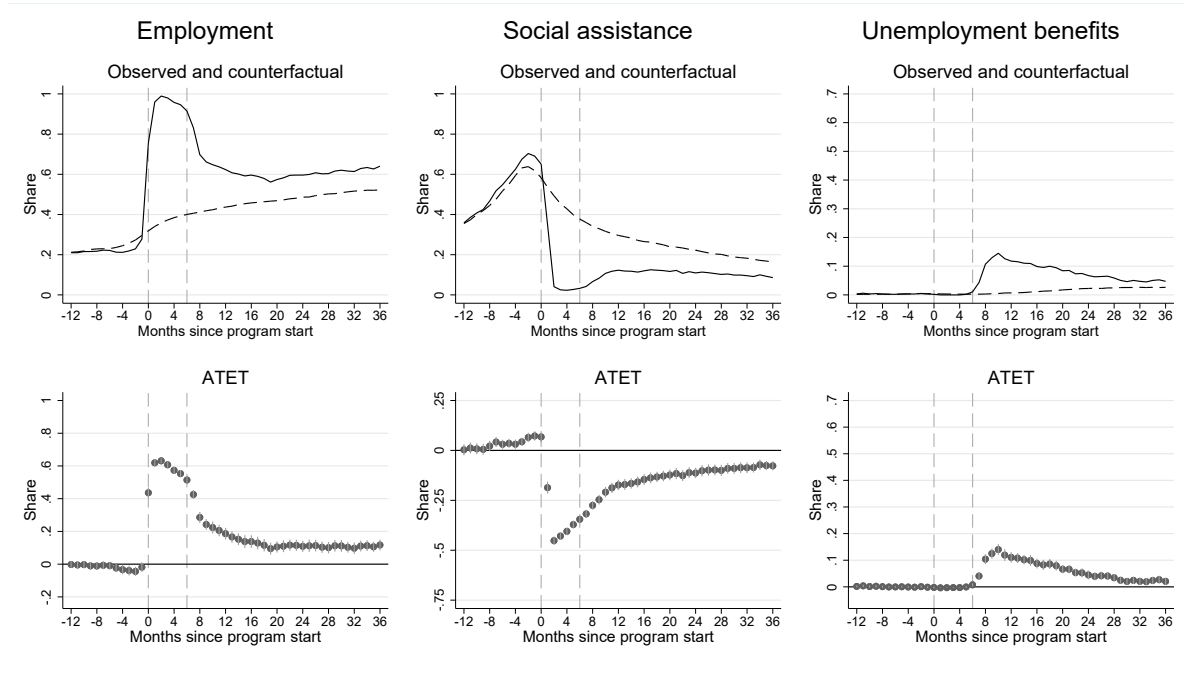 Employment
Social assistance
Unemployment benefits
Observed and counterfactual
Observed and counterfactual
Observed and counterfactual
Share
0 .2 .4 .6 .8 1
-12 -8 -4 0 4 8 12 16 20 24 28 32 36
Months since program start
Share
0 .2 .4 .6 .8 1
-12 -8 -4 0 4 8 12 16 20 24 28 32 36
Months since program start
Share
0 .1 .2 .3 .4 .5 .6 .7
-12 -8 -4 0 4 8 12 16 20 24 28 32 36
Months since program start
ATET
ATET
ATET
Share
-.2 0 .2 .4 .6 .8 1
-12 -8 -4 0 4 8 12 16 20 24 28 32 36
Months since program start
Share
-.75 -.5 -.25 0 .25
-12 -8 -4 0 4 8 12 16 20 24 28 32 36
Months since program start
Share
0 .1 .2 .3 .4 .5 .6 .7
-12 -8 -4 0 4 8 12 16 20 24 28 32 36
Months since program start